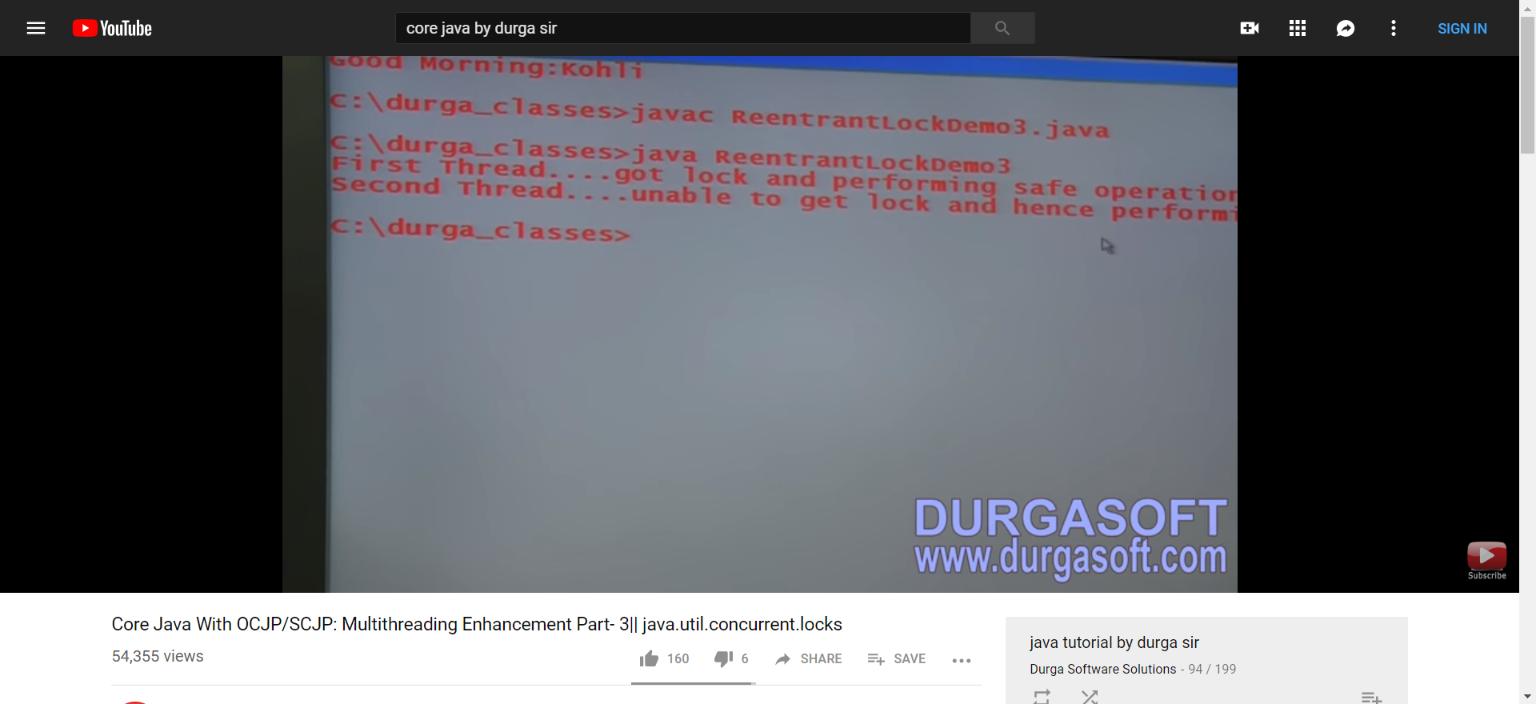 YouTube
core java by durga sir
SIGN IN
Good Morning:Kohli
C:\durga_classes>javac ReentrantLockDemo3.java
C:\durga_classes>java ReentrantLockDemo3
First Thread....got lock and performing safe operation
Second Thread....unable to get lock and hence performi
C:\durga_classes>
DURGASOFT
www.durgasoft.com
Subscribe
Core Java With OCJP/SCJP: Multithreading Enhancement Part- 3|| java.util.concurrent.locks
54,355 views
160
6
SHARE
SAVE
java tutorial by durga sir
Durga Software Solutions - 94 / 199